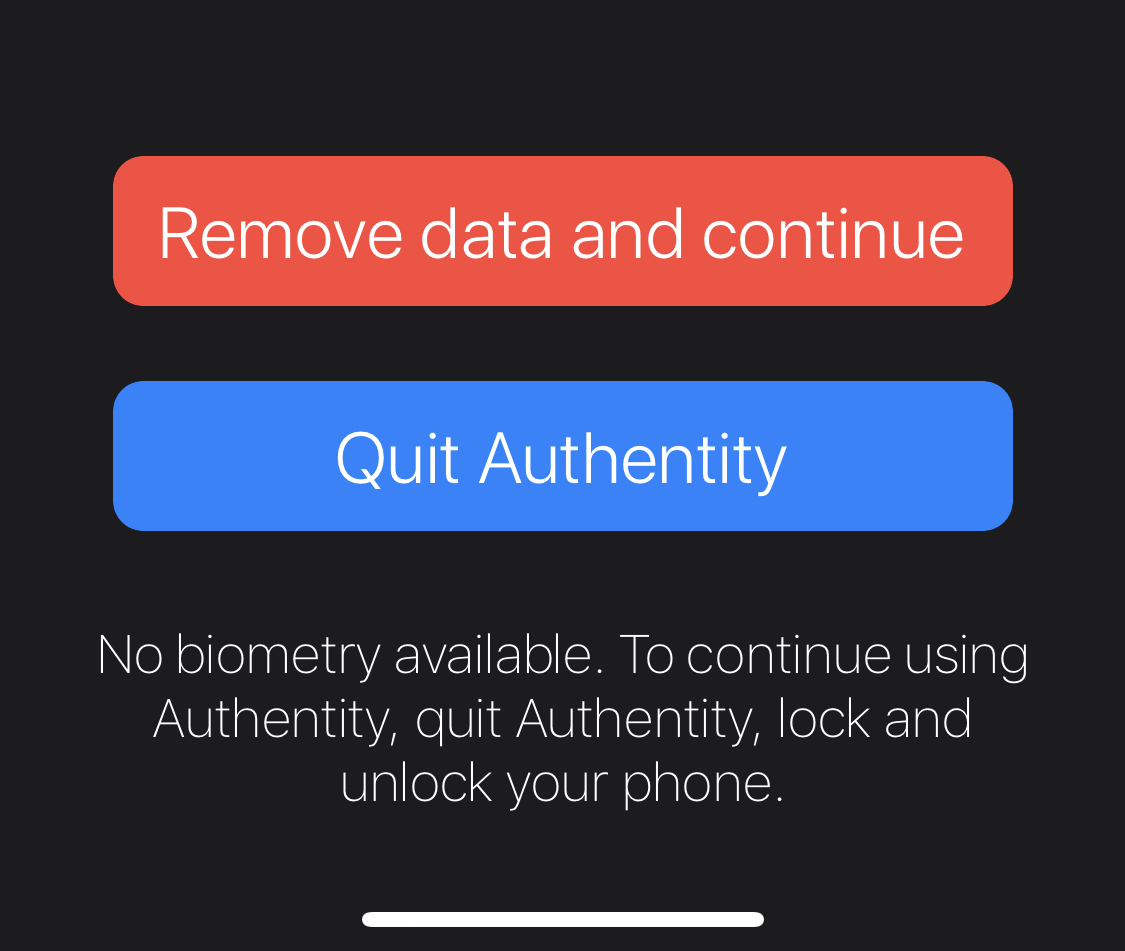 Remove data and continue
Quit Authentity
No biometry available. To continue using
Authentity, quit Authentity, lock and
unlock your phone.